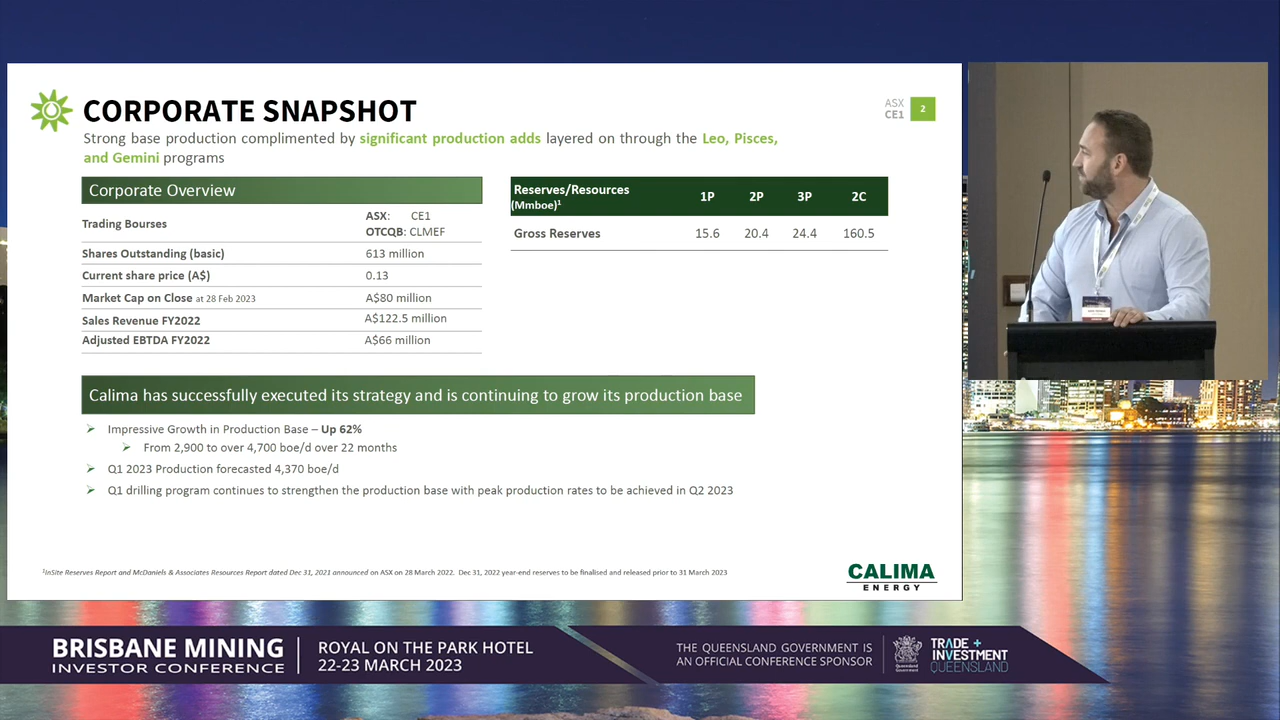 CORPORATE SNAPSHOT
ASX
CE1
2
Strong base production complimented by significant production adds layered on through the Leo, Pisces,
and Gemini programs
Corporate Overview
Trading Bourses
ASX: CE1
OTCQB: CLMEF
Shares Outstanding (basic) 613 million
Current share price (A$) 0.13
Market Cap on Close at 28 Feb 2023 A$80 million
Sales Revenue FY2022 A$122.5 million
Adjusted EBTDA FY2022 A$66 million
Reserves/Resources
(Mmboe)¹ 1P 2P 3P 2C
Gross Reserves 15.6 20.4 24.4 160.5
Calima has successfully executed its strategy and is continuing to grow its production base
Impressive Growth in Production Base – Up 62%
From 2,900 to over 4,700 boe/d over 22 months
Q1 2023 Production forecasted 4,370 boe/d
Q1 drilling program continues to strengthen the production base with peak production rates to be achieved in Q2 2023
¹InSite Reserves Report and McDaniels & Associates Resources Report dated Dec 31, 2021 announced on ASX on 28 March 2022. Dec 31, 2022 year-end reserves to be finalised and released prior to 31 March 2023
CALIMA
ENERGY
BRISBANE MINING
INVESTOR CONFERENCE
ROYAL ON THE PARK HOTEL
22-23 MARCH 2023
THE QUEENSLAND GOVERNMENT IS
AN OFFICIAL CONFERENCE SPONSOR
Queensland
Government
TRADE +
INVESTMENT
QUEENSLAND